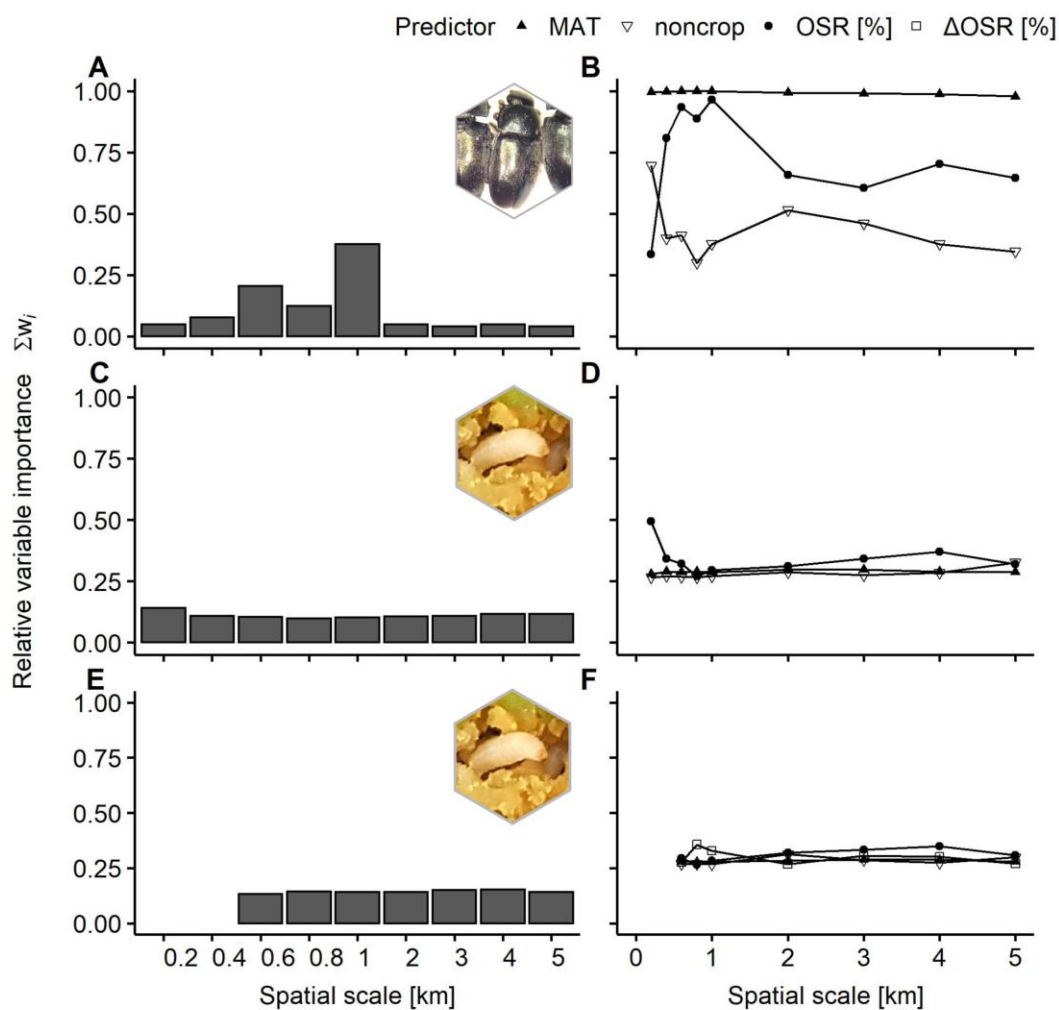 Predictor ▲ MAT ▽ noncrop ● OSR [%] □ ΔOSR [%]
A
B
1.00
0.75
0.50
0.25
0.00
C
D
1.00
0.75
0.50
0.25
0.00
E
F
1.00
0.75
0.50
0.25
0.00
Relative variable importance Σwi
0.2 0.4 0.6 0.8 1 2 3 4 5
0 1 2 3 4 5
Spatial scale [km]
Spatial scale [km]